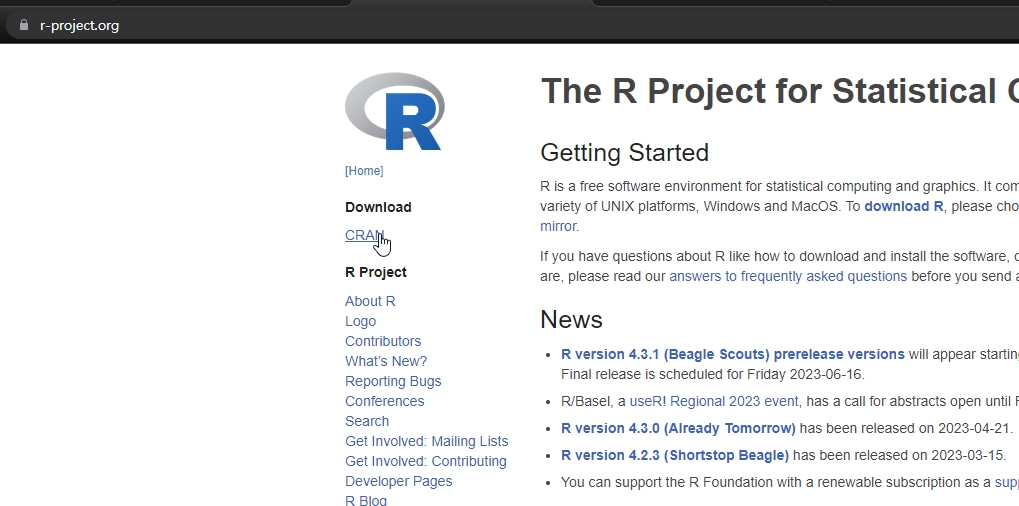 r-project.org
R
[Home]
Download
CRAN
R Project
About R
Logo
Contributors
What's New?
Reporting Bugs
Conferences
Search
Get Involved: Mailing Lists
Get Involved: Contributing
Developer Pages
R Blog
The R Project for Statistical
Getting Started
R is a free software environment for statistical computing and graphics. It
variety of UNIX platforms, Windows and MacOS. To download R, please
mirror.
If you have questions about R like how to download and install the software,
are, please read our answers to frequently asked questions before you send
News
• R version 4.3.1 (Beagle Scouts) prerelease versions will appear
Final release is scheduled for Friday 2023-06-16.
• R/Basel, a useR! Regional 2023 event, has a call for abstracts open until
• R version 4.3.0 (Already Tomorrow) has been released on 2023-04-21.
• R version 4.2.3 (Shortstop Beagle) has been released on 2023-03-15.
• You can support the R Foundation with a renewable subscription as a